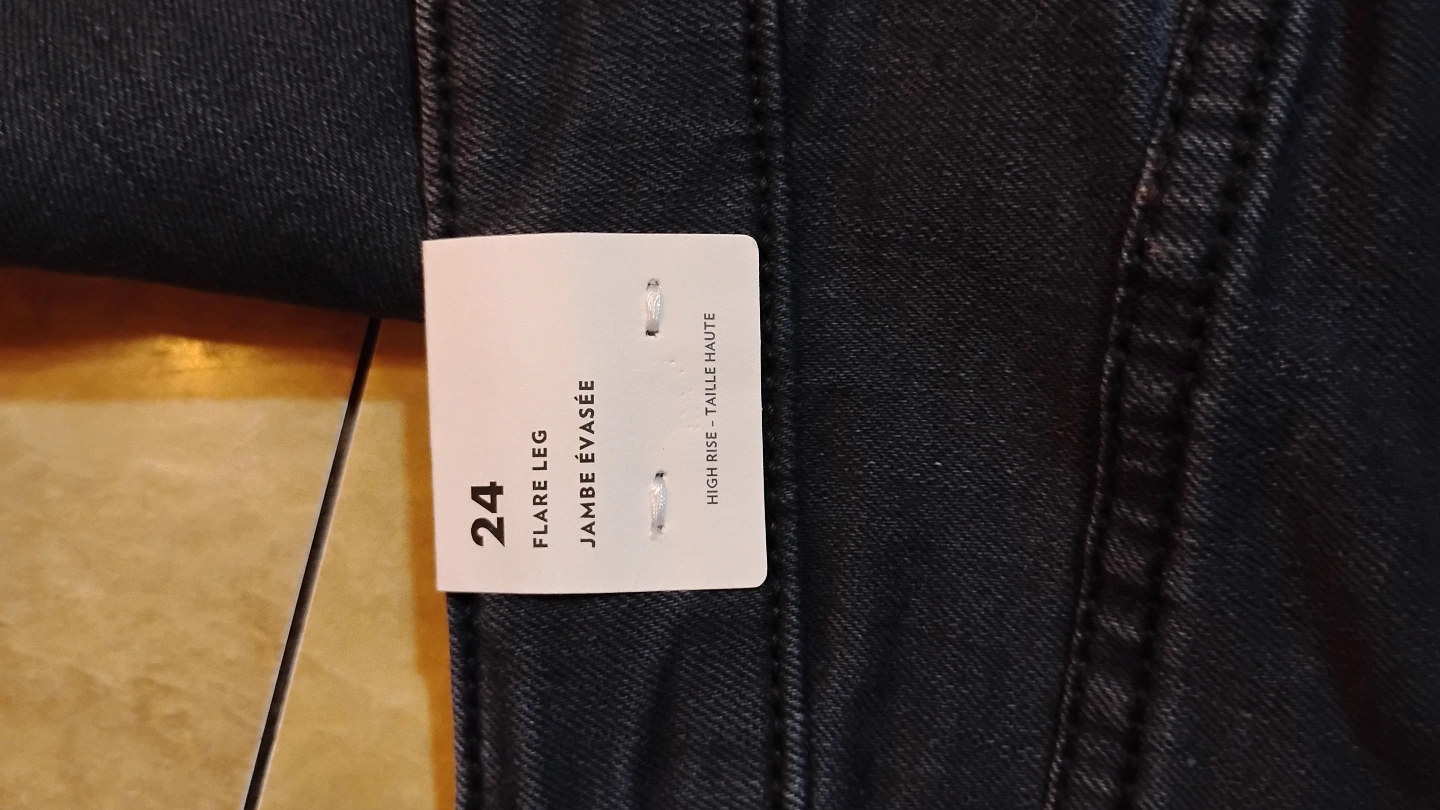 24
FLARE LEG
JAMBE ÉVASÉE
HIGH RISE - TAILLE HAUTE